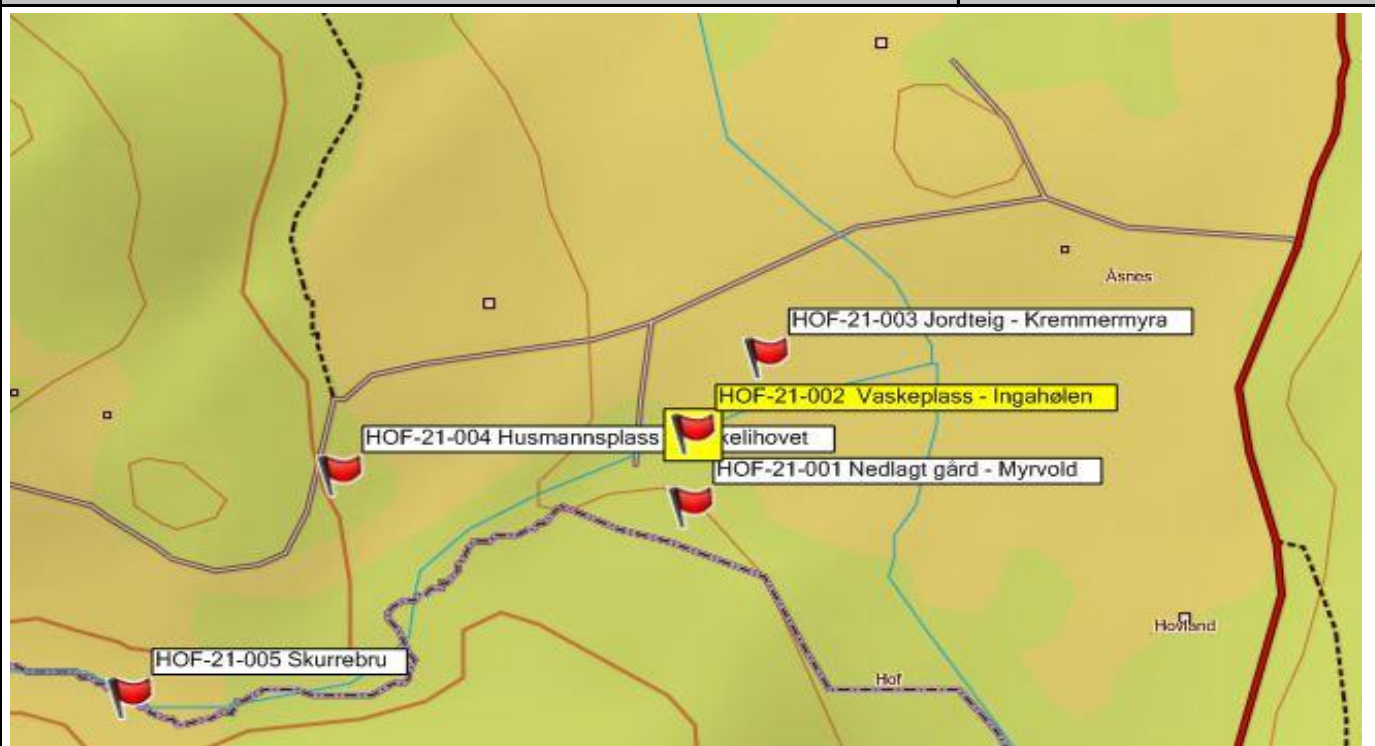 Åsnes
HOF-21-003 Jordteig - Kremmermyra
HOF-21-002 Vaskeplass - Ingahølen
HOF-21-004 Husmannsplass kelihovet
HOF-21-001 Nedlagt gård - Myrvold
Hovland
HOF-21-005 Skurrebru
Hof